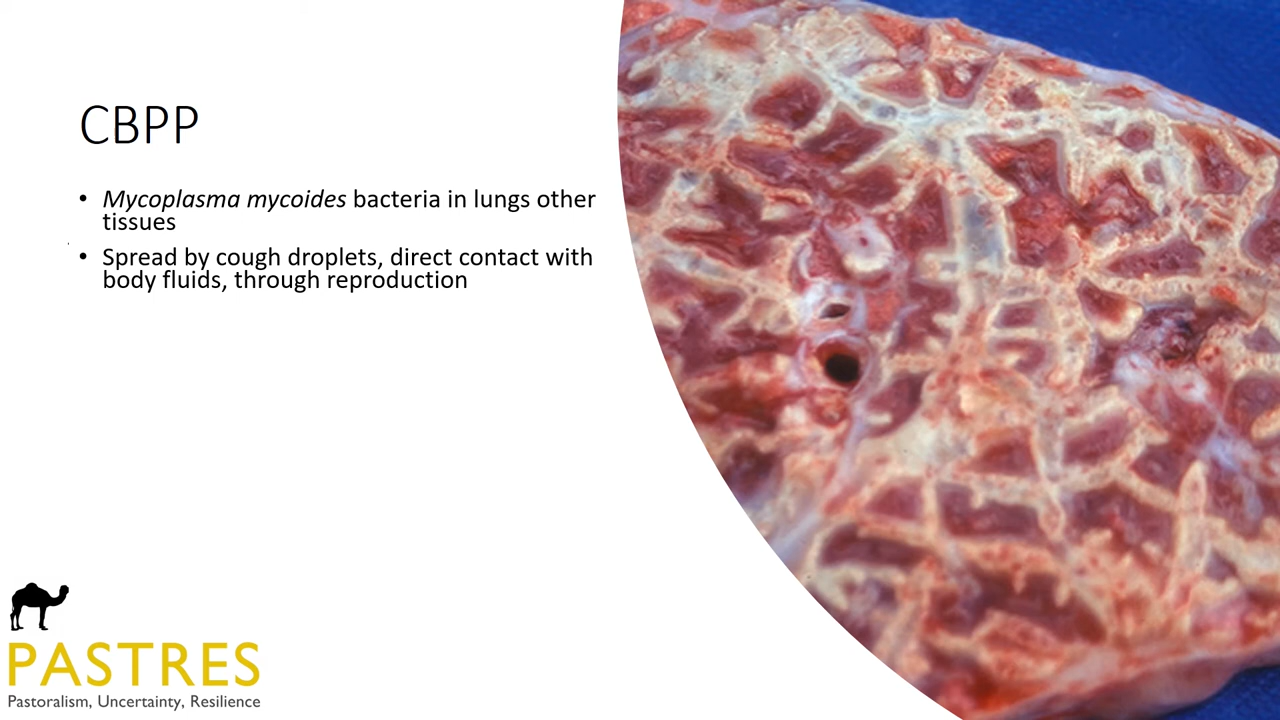 CBPP
• Mycoplasma mycoides bacteria in lungs other
tissues
• Spread by cough droplets, direct contact with
body fluids, through reproduction
PASTRES
Pastoralism, Uncertainty, Resilience